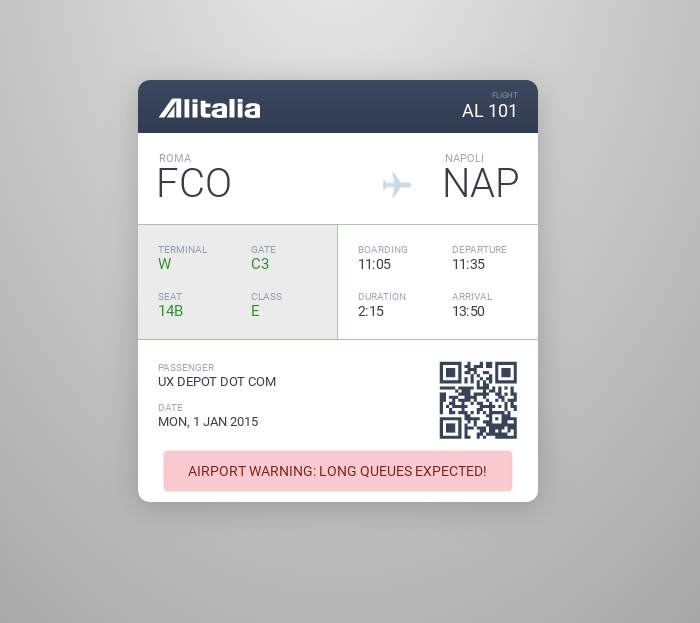 Alitalia
FLIGHT
AL 101
ROMA
FCO
NAPOLI
NAP
TERMINAL
W
GATE
C3
BOARDING
11:05
DEPARTURE
11:35
SEAT
14B
CLASS
E
DURATION
2:15
ARRIVAL
13:50
PASSENGER
UX DEPOT DOT COM
DATE
MON, 1 JAN 2015
AIRPORT WARNING: LONG QUEUES EXPECTED!